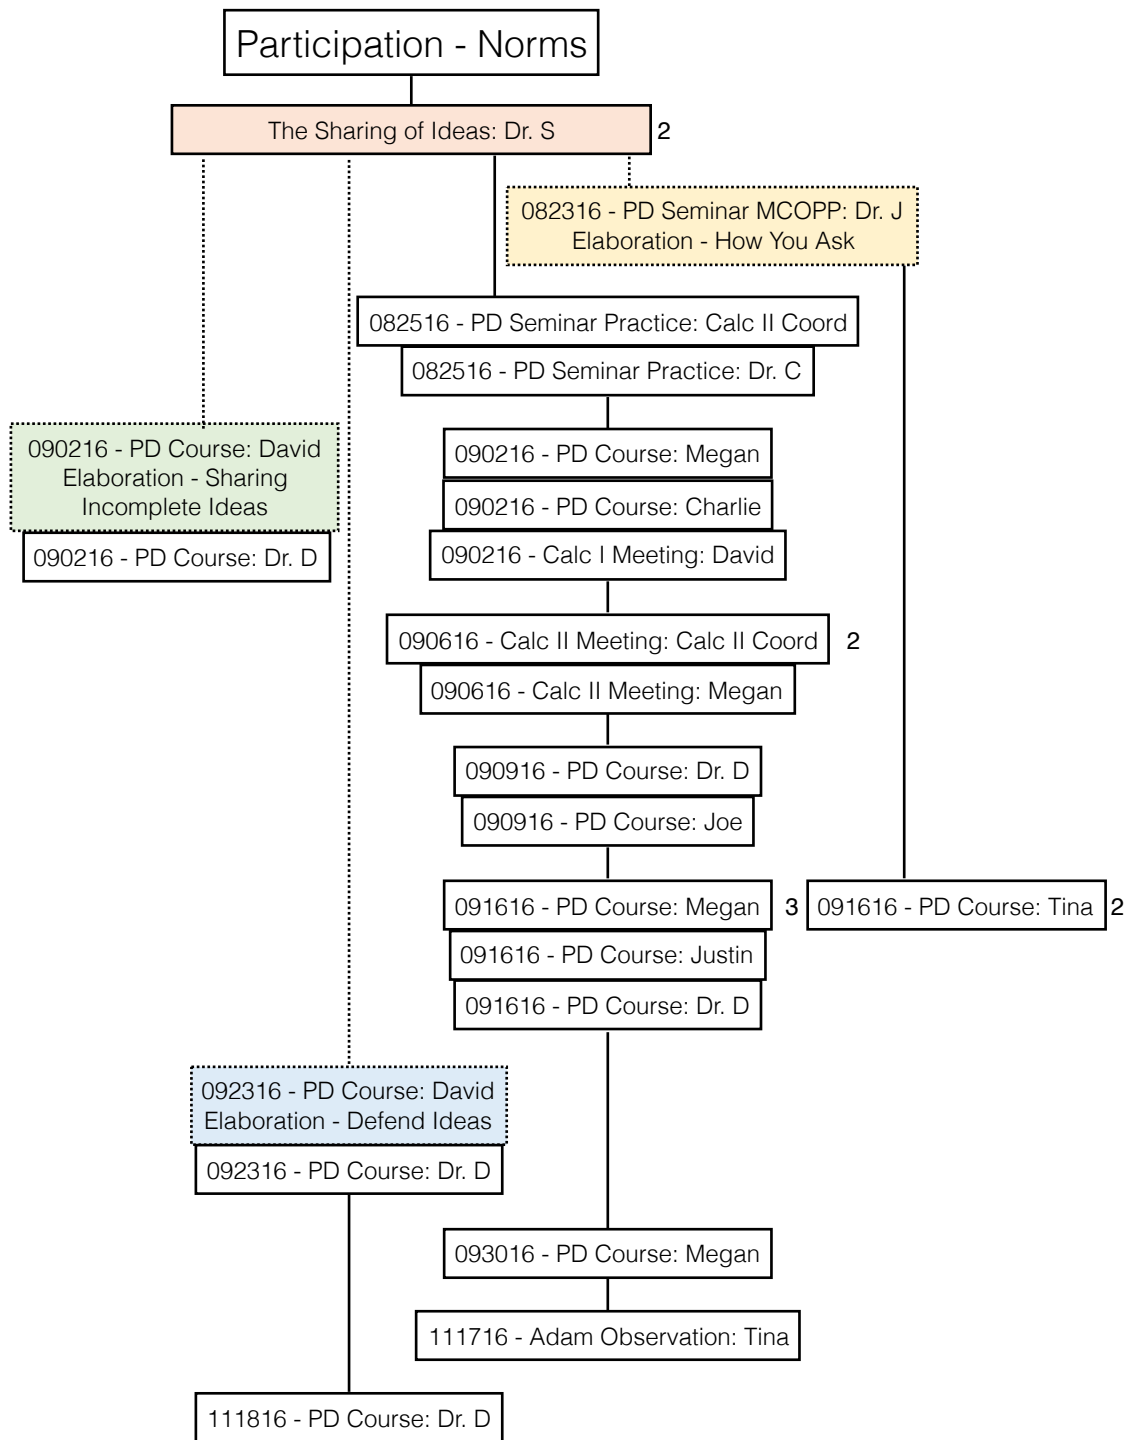 Participation - Norms
The Sharing of Ideas: Dr. S 2
082316 - PD Seminar MCOPP: Dr. J
Elaboration - How You Ask
082516 - PD Seminar Practice: Calc II Coord
082516 - PD Seminar Practice: Dr. C
090216 - PD Course: David
Elaboration - Sharing
Incomplete Ideas
090216 - PD Course: Dr. D
090216 - PD Course: Megan
090216 - PD Course: Charlie
090216 - Calc I Meeting: David
090616 - Calc II Meeting: Calc II Coord 2
090616 - Calc II Meeting: Megan
090916 - PD Course: Dr. D
090916 - PD Course: Joe
091616 - PD Course: Megan 3
091616 - PD Course: Tina 2
091616 - PD Course: Justin
091616 - PD Course: Dr. D
092316 - PD Course: David
Elaboration - Defend Ideas
092316 - PD Course: Dr. D
093016 - PD Course: Megan
111716 - Adam Observation: Tina
111816 - PD Course: Dr. D